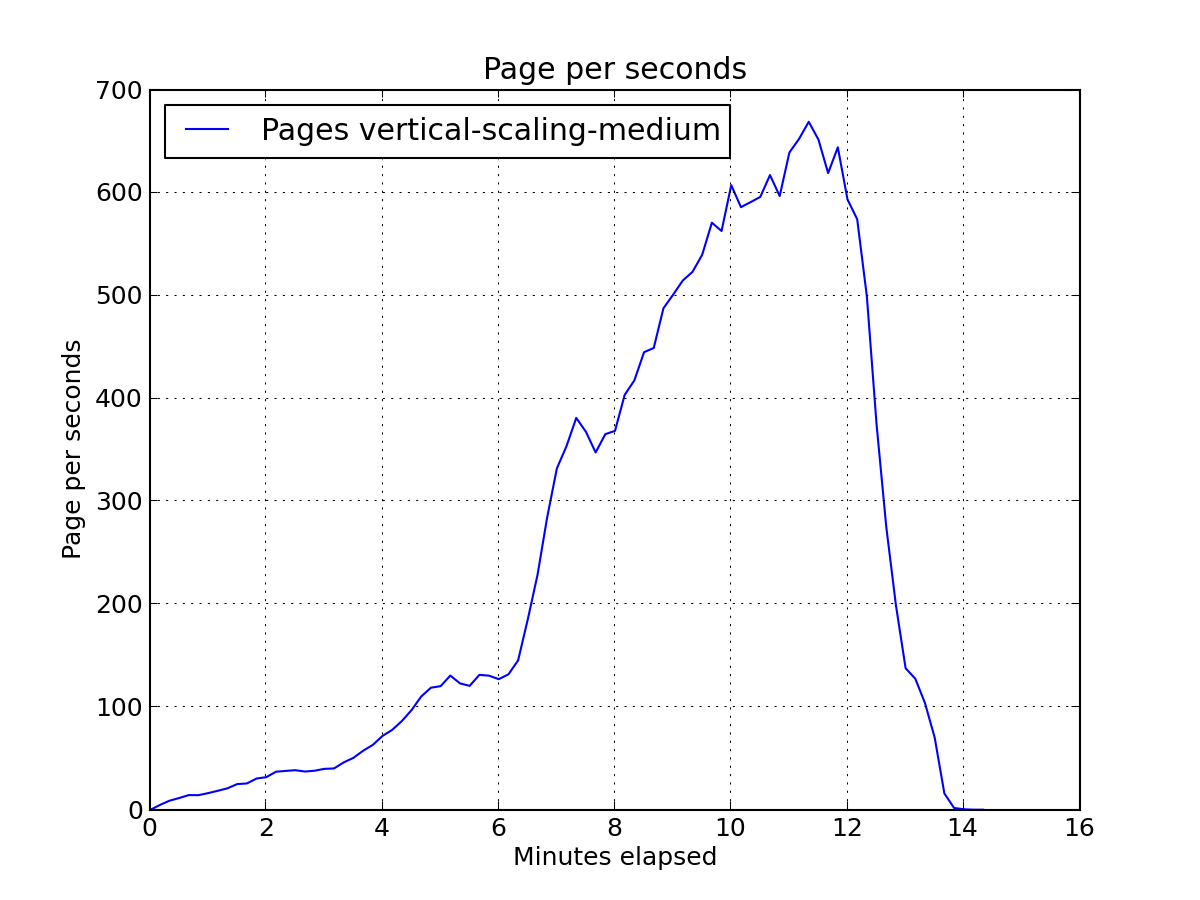 Page per seconds
Pages vertical-scaling-medium
Page per seconds
700
600
500
400
300
200
100
0
0 2 4 6 8 10 12 14 16
Minutes elapsed